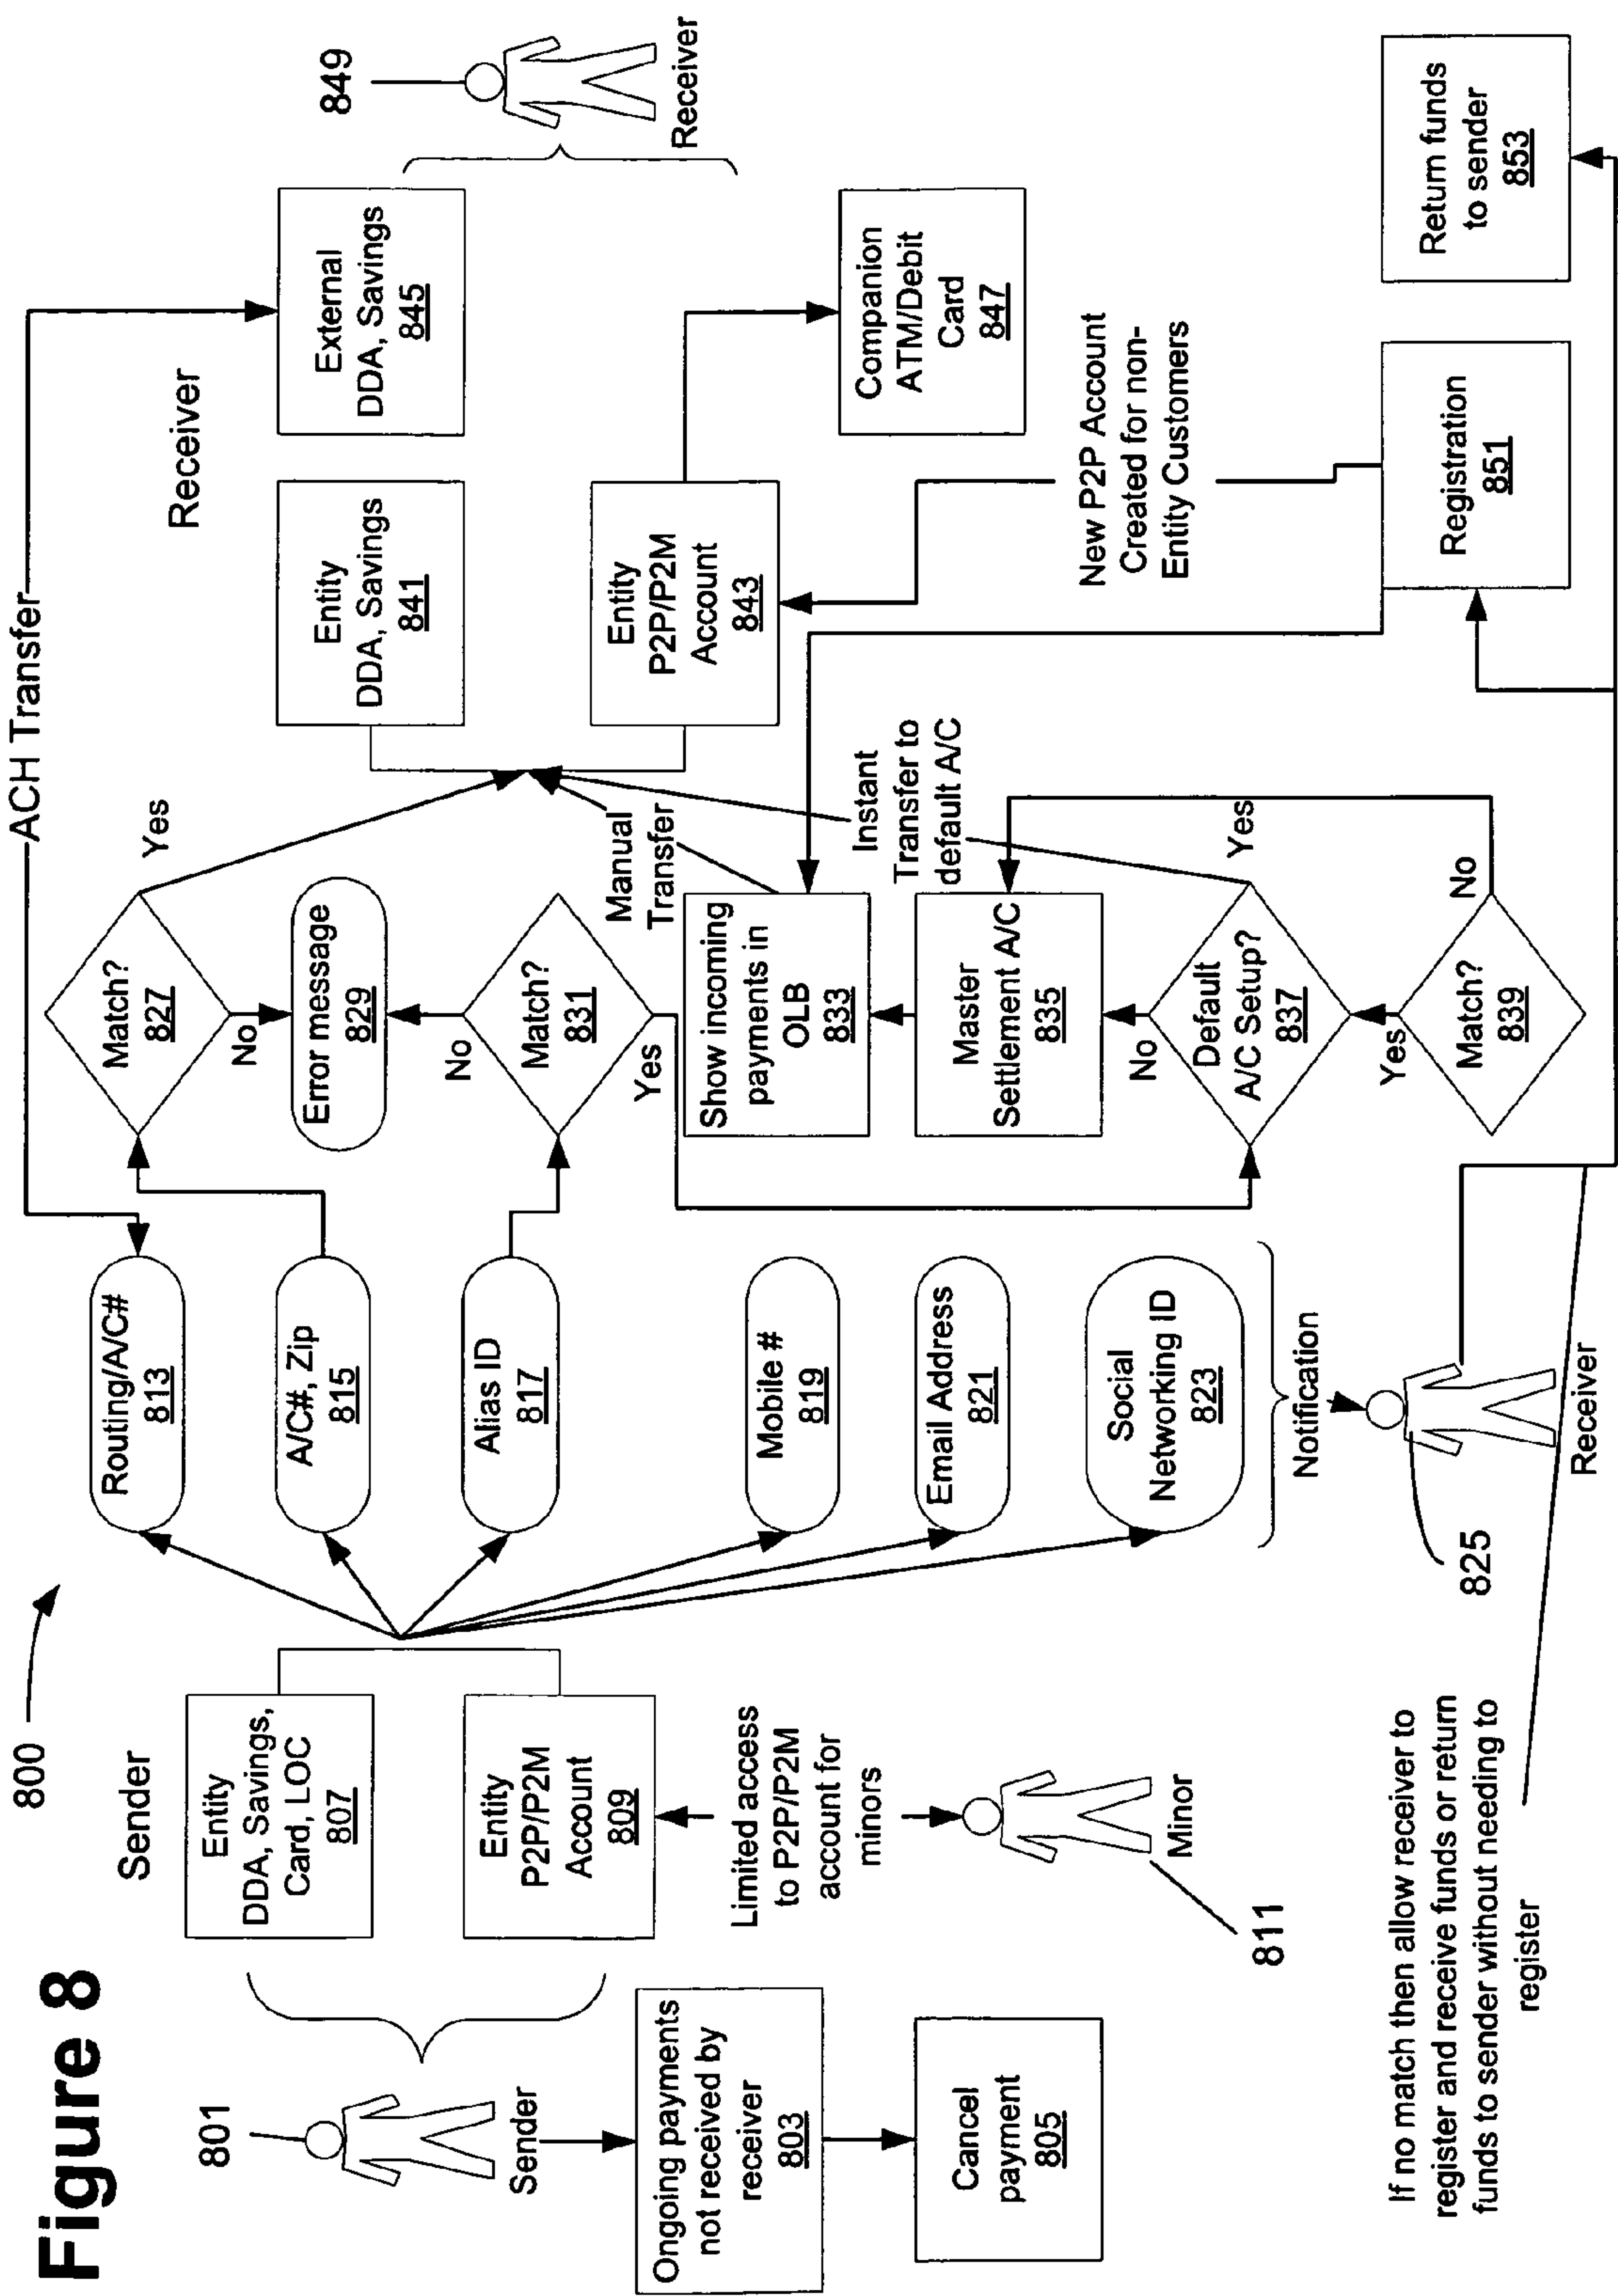 Figure 8
800
Sender
801
Sender
Ongoing payments
not received by
receiver
803
Cancel
payment
805
Entity
DDA, Savings,
Card, LOC
807
Entity
P2P/P2M
Account
809
Limited access
to P2P/P2M
account for
minors
Minor
811
If no match then allow receiver to
register and receive funds or return
funds to sender without needing to
register
Routing/A/C#
813
A/C#, Zip
815
Alias ID
817
Mobile #
819
Email Address
821
Social
Networking ID
823
Notification
825
Receiver
ACH Transfer
Match?
827
Yes
No
Error message
829
No
Match?
831
Yes
Manual
Transfer
Show incoming
payments in
OLB
833
Instant
Transfer to
default A/C
Master
Settlement A/C
835
No
Default
A/C Setup?
837
Yes
Yes
Match?
839
No
Receiver
Entity
DDA, Savings
841
Entity
P2P/P2M
Account
843
External
DDA, Savings
845
Companion
ATM/Debit
Card
847
849
Receiver
New P2P Account
Created for non-
Entity Customers
Registration
851
Return funds
to sender
853